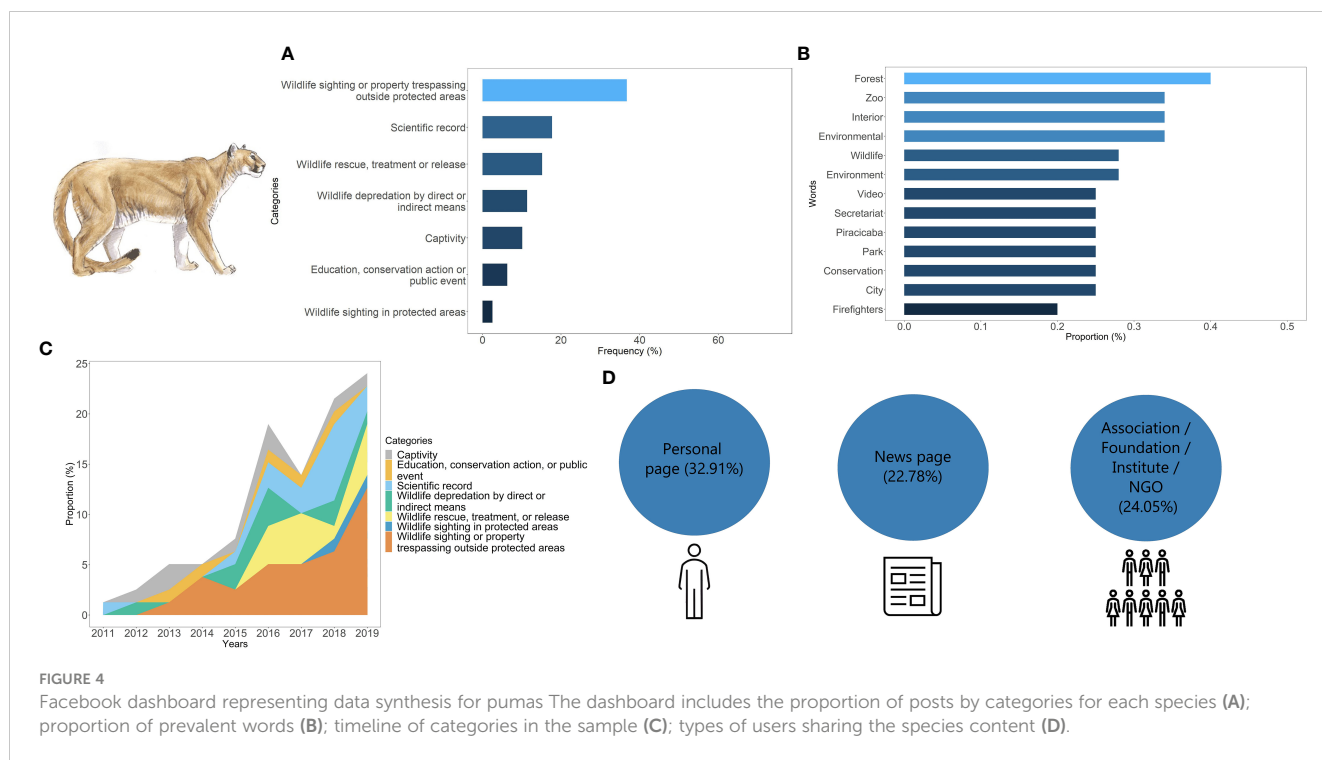 A
Wildlife sighting or property trespassing
outside protected areas
Scientific record
Wildlife rescue, treatment or release
Wildlife depredation by direct or
indirect means
Captivity
Education, conservation action or
public event
Wildlife sighting in protected areas
Categories
0 20 40 60
Frequency (%)
B
Forest
Zoo
Interior
Environmental
Wildlife
Environment
Video
Secretariat
Piracicaba
Park
Conservation
City
Firefighters
Words
0.0 0.1 0.2 0.3 0.4 0.5
Proportion (%)
C
25
20
15
10
5
0
Proportion (%)
2011 2012 2013 2014 2015 2016 2017 2018 2019
Years
Categories
Captivity
Education, conservation action, or public
event
Scientific record
Wildlife depredation by direct or
indirect means
Wildlife rescue, treatment, or release
Wildlife sighting in protected areas
Wildlife sighting or property
trespassing outside protected areas
D
Personal
page (32.91%)
News page
(22.78%)
Association /
Foundation /
Institute /
NGO
(24.05%)
FIGURE 4
Facebook dashboard representing data synthesis for pumas The dashboard includes the proportion of posts by categories for each species (A);
proportion of prevalent words (B); timeline of categories in the sample (C); types of users sharing the species content (D).